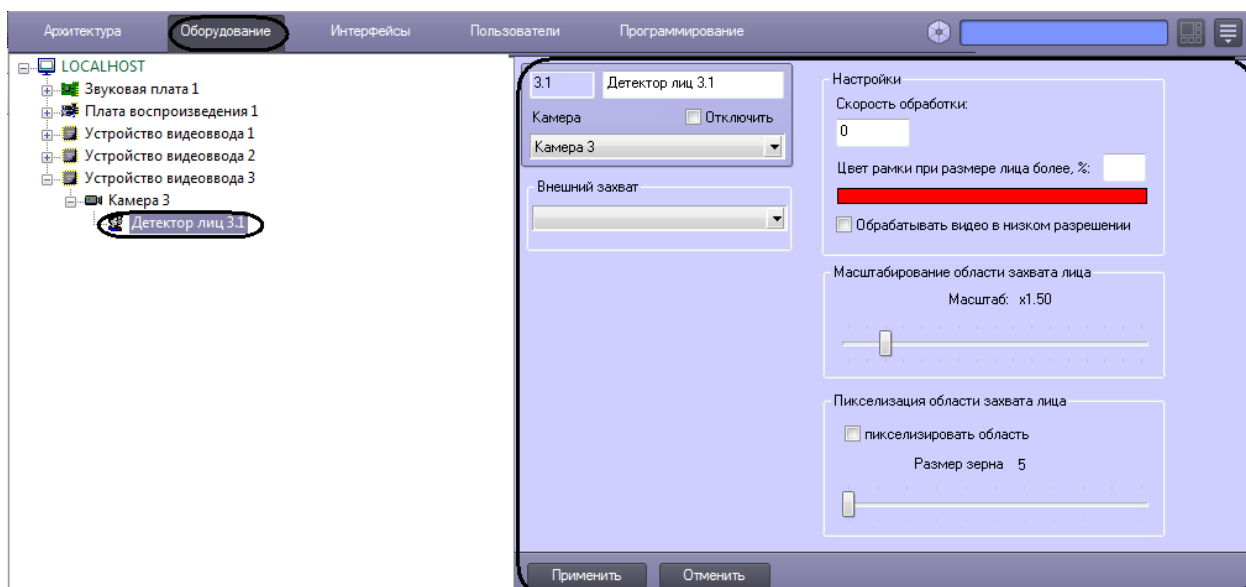 Архитектура Оборудование Интерфейсы Пользователи Программирование
LOCALHOST
Звуковая плата 1
Плата воспроизведения 1
Устройство видеоввода 1
Устройство видеоввода 2
Устройство видеоввода 3
Камера 3
Детектор лиц 3.1
3.1 Детектор лиц 3.1
Камера Отключить
Камера 3
Внешний захват
Настройки
Скорость обработки:
0
Цвет рамки при размере лица более, %:
Обрабатывать видео в низком разрешении
Масштабирование области захвата лица
Масштаб: x1.50
Пикселизация области захвата лица
пикселизировать область
Размер зерна 5
Применить Отменить